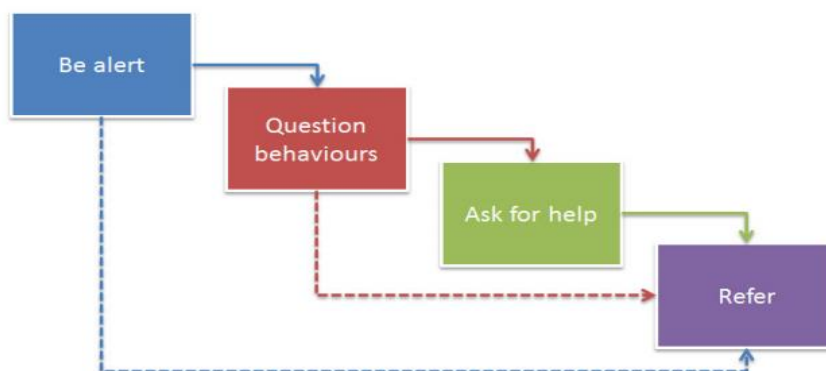 Be alert
Question
behaviours
Ask for help
Refer